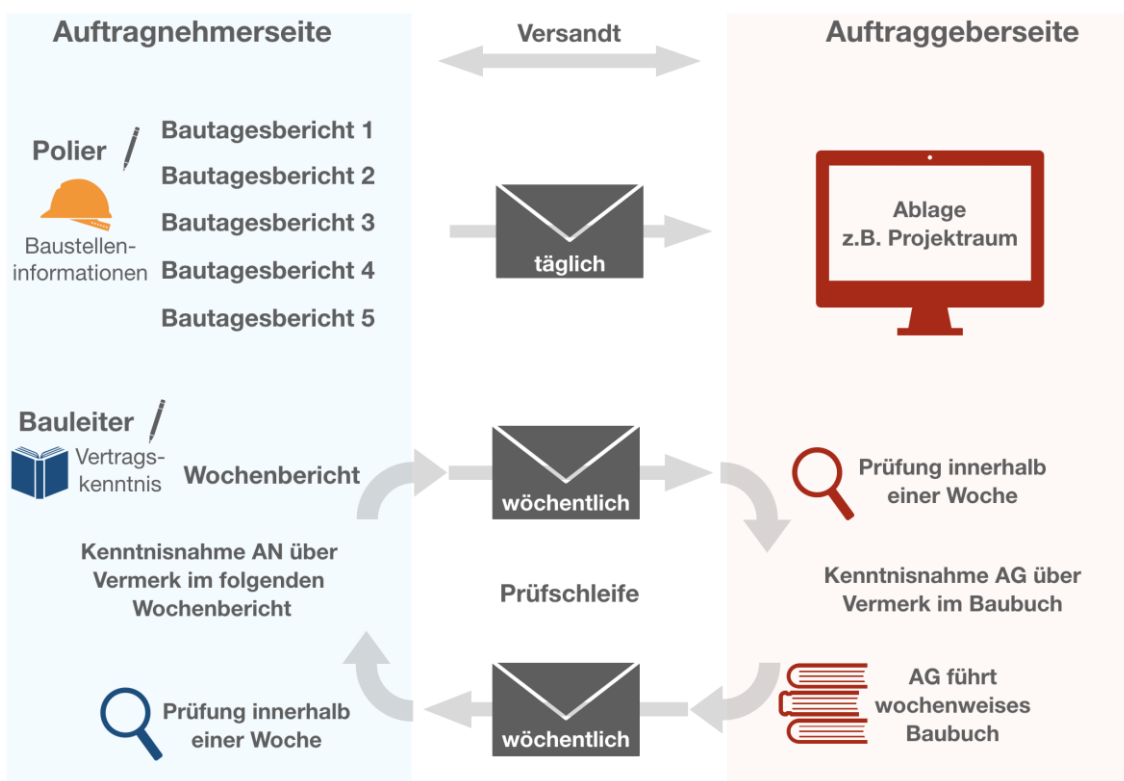 Auftragnehmerseite
Versandt
Auftraggeberseite
Polier
Baustellen-
informationen
Bautagesbericht 1
Bautagesbericht 2
Bautagesbericht 3
Bautagesbericht 4
Bautagesbericht 5
täglich
Ablage
z.B. Projektraum
Bauleiter
Vertrags-
kenntnis
Wochenbericht
wöchentlich
Prüfung innerhalb
einer Woche
Kenntnisnahme AN über
Vermerk im folgenden
Wochenbericht
Prüfschleife
Kenntnisnahme AG über
Vermerk im Baubuch
Prüfung innerhalb
einer Woche
wöchentlich
AG führt
wochenweises
Baubuch